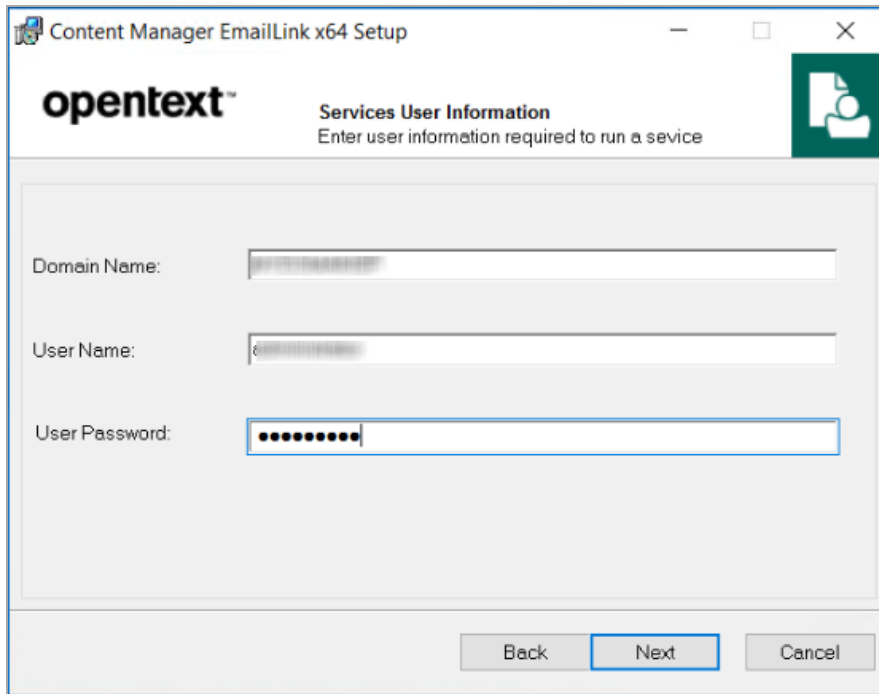 Content Manager EmailLink x64 Setup
opentext™
Services User Information
Enter user information required to run a sevice
Domain Name:
User Name:
User Password:
Back Next Cancel